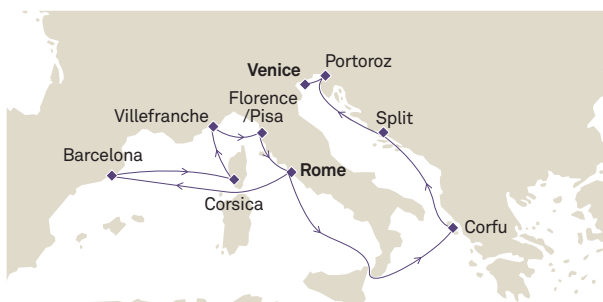 Portoroz
Venice
Florence
/Pisa
Villefranche
Split
Barcelona
Rome
Corsica
Corfu